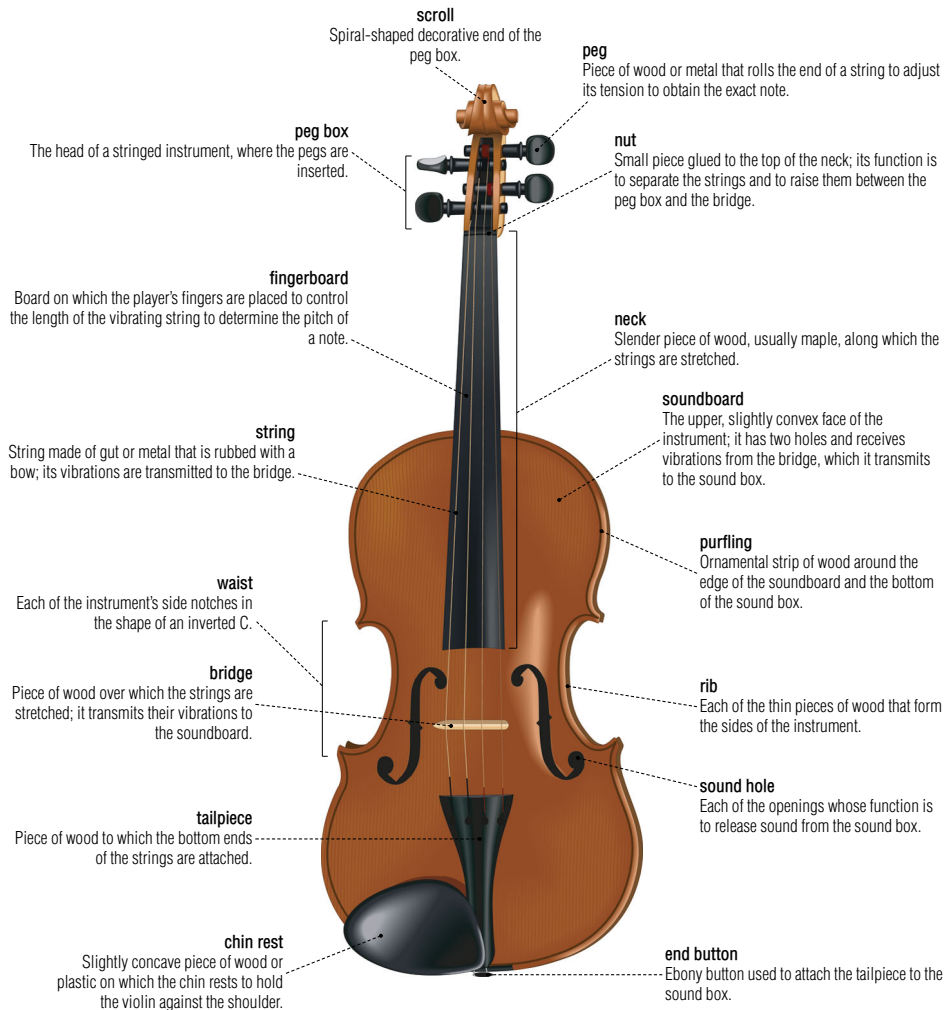 scroll
Spiral-shaped decorative end of the
peg box.
peg
Piece of wood or metal that rolls the end of a string to adjust
its tension to obtain the exact note.
peg box
The head of a stringed instrument, where the pegs are
inserted.
nut
Small piece glued to the top of the neck; its function is
to separate the strings and to raise them between the
peg box and the bridge.
fingerboard
Board on which the player's fingers are placed to control
the length of the vibrating string to determine the pitch of
a note.
neck
Slender piece of wood, usually maple, along which the
strings are stretched.
soundboard
The upper, slightly convex face of the
instrument; it has two holes and receives
vibrations from the bridge, which it transmits
to the sound box.
string
String made of gut or metal that is rubbed with a
bow; its vibrations are transmitted to the bridge.
purfling
Ornamental strip of wood around the
edge of the soundboard and the bottom
of the sound box.
waist
Each of the instrument's side notches in
the shape of an inverted C.
bridge
Piece of wood over which the strings are
stretched; it transmits their vibrations to
the soundboard.
rib
Each of the thin pieces of wood that form
the sides of the instrument.
sound hole
Each of the openings whose function is
to release sound from the sound box.
tailpiece
Piece of wood to which the bottom ends
of the strings are attached.
chin rest
Slightly concave piece of wood or
plastic on which the chin rests to hold
the violin against the shoulder.
end button
Ebony button used to attach the tailpiece to the
sound box.